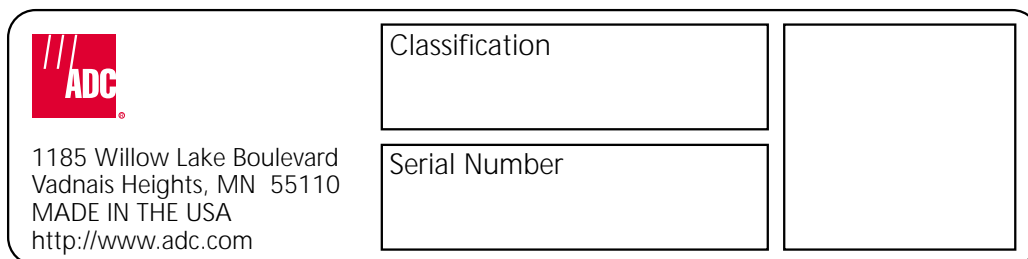 ADC
®
1185 Willow Lake Boulevard
Vadnais Heights, MN  55110
MADE IN THE USA
http://www.adc.com
Classification
Serial Number